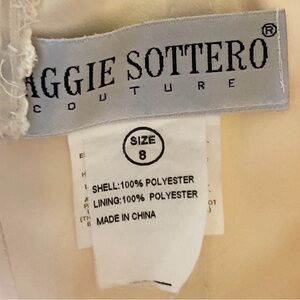 AGGIE SOTTERO®
COUTURE
SIZE
8
SHELL:100% POLYESTER
LINING:100% POLYESTER
MADE IN CHINA